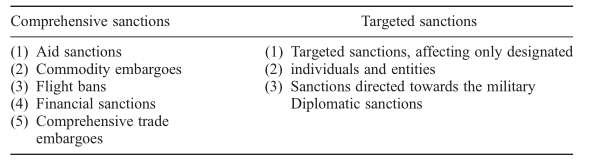 Comprehensive sanctions Targeted sanctions
(1) Aid sanctions (1) Targeted sanctions, affecting only designated
(2) Commodity embargoes (2) individuals and entities
(3) Flight bans (3) Sanctions directed towards the military
(4) Financial sanctions Diplomatic sanctions
(5) Comprehensive trade
embargoes